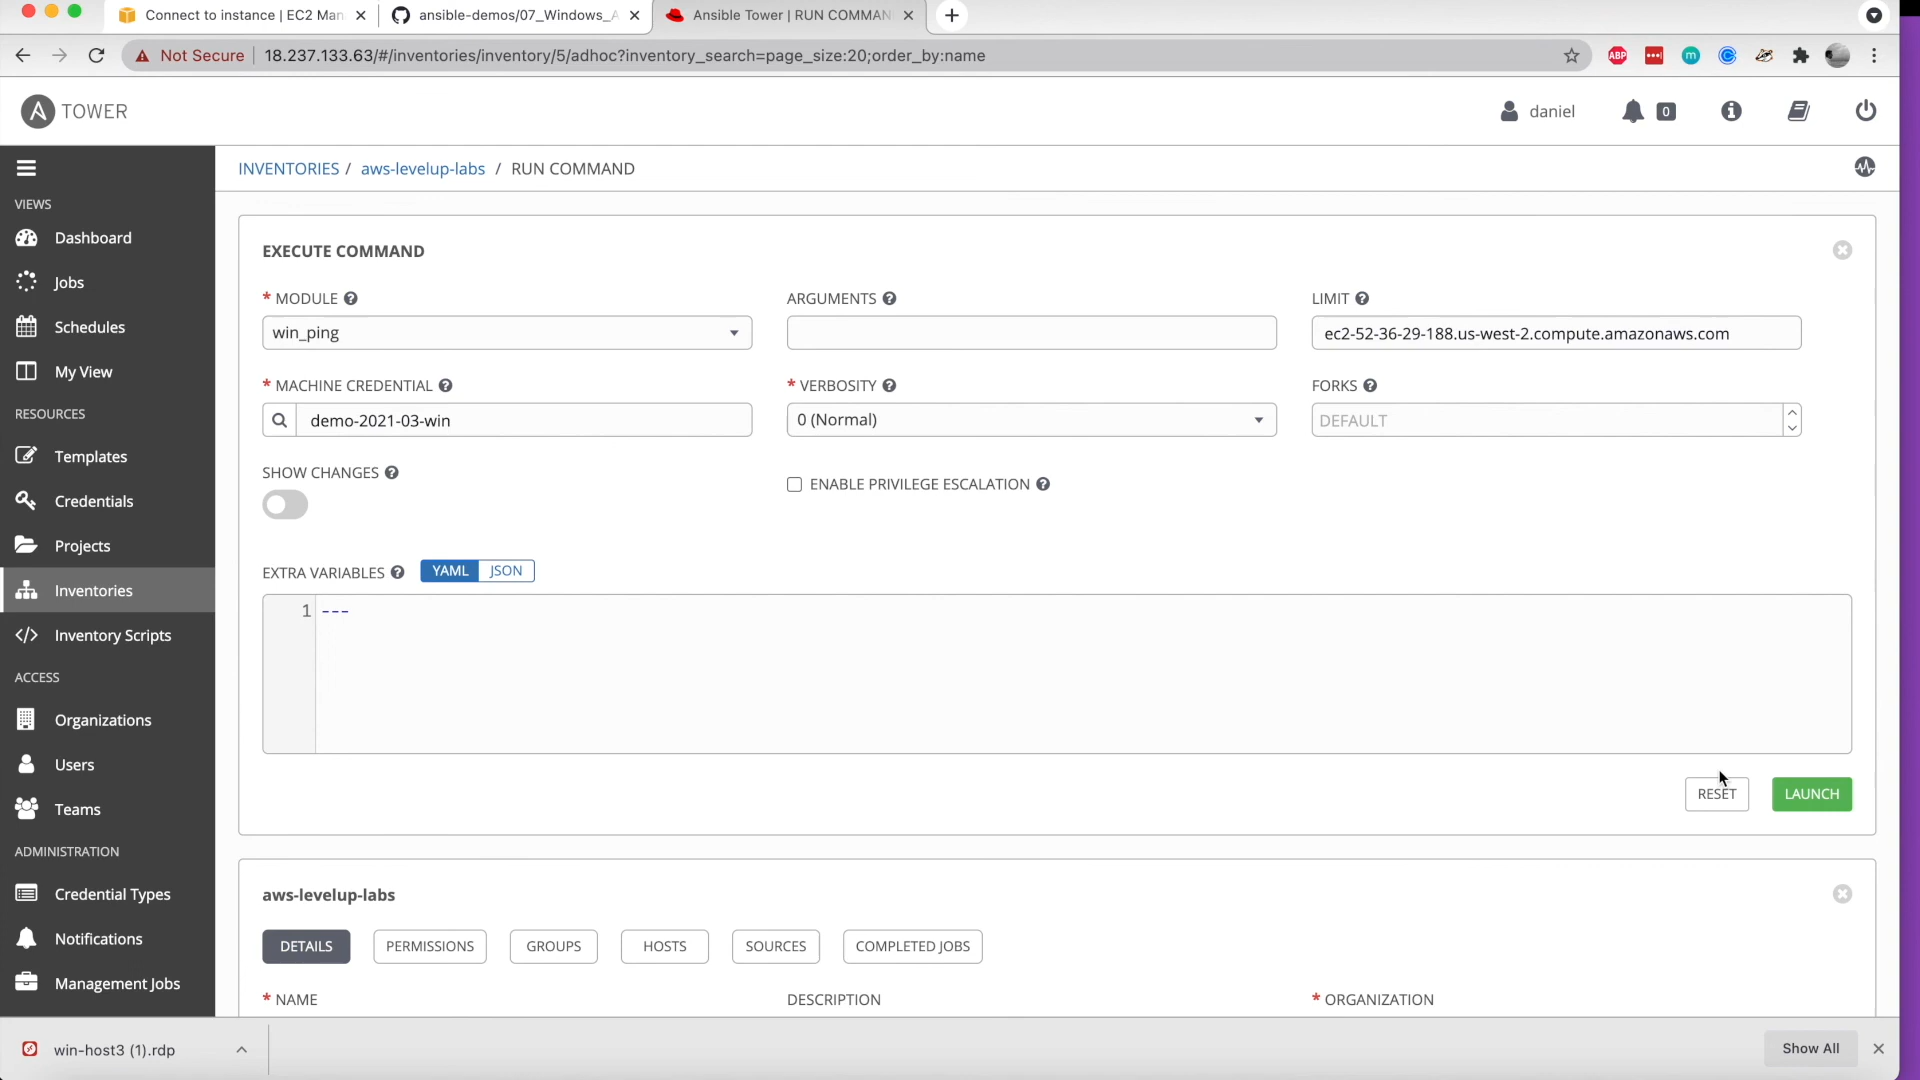 Connect to instance | EC2 Man
ansible-demos/07_Windows_A
Ansible Tower | RUN COMMAN
Not Secure
18.237.133.63/#/inventories/inventory/5/adhoc?inventory_search=page_size:20;order_by:name
ABP
m
A TOWER
daniel
0
VIEWS
Dashboard
Jobs
Schedules
My View
RESOURCES
Templates
Credentials
Projects
Inventories
Inventory Scripts
ACCESS
Organizations
Users
Teams
ADMINISTRATION
Credential Types
Notifications
Management Jobs
INVENTORIES / aws-levelup-labs / RUN COMMAND
EXECUTE COMMAND
* MODULE
ARGUMENTS
LIMIT
win_ping
ec2-52-36-29-188.us-west-2.compute.amazonaws.com
* MACHINE CREDENTIAL
* VERBOSITY
FORKS
demo-2021-03-win
0 (Normal)
DEFAULT
SHOW CHANGES
ENABLE PRIVILEGE ESCALATION
EXTRA VARIABLES
YAML
JSON
1 ---
RESET
LAUNCH
aws-levelup-labs
DETAILS
PERMISSIONS
GROUPS
HOSTS
SOURCES
COMPLETED JOBS
* NAME
DESCRIPTION
* ORGANIZATION
win-host3 (1).rdp
Show All